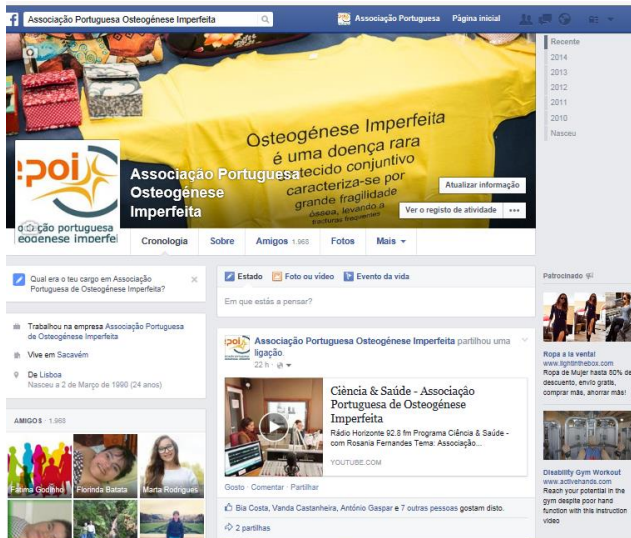 Associação Portuguesa Osteogénese Imperfeita
Associação Portuguesa
Página inicial
Recente
2014
2013
2012
2011
2010
Nasceu
Osteogénese Imperfeita
é uma doença rara
tecido conjuntivo
caracteriza-se por
grande fragilidade
óssea, levando a
fracturas frequentes
poi
ção portuguesa
Associação Portuguesa
Osteogénese
Imperfeita
Atualizar informação
Ver o registo de atividade
Cronologia
Sobre
Amigos 1.965
Fotos
Mais
Qual era o teu cargo em Associação
Portuguesa de Osteogénese Imperfeita?
Trabalhou na empresa Associação Portuguesa
de Osteogénese Imperfeita
Vive em Sacavém
De Lisboa
Nasceu a 2 de Março de 1990 (24 anos)
AMIGOS · 1.965
Fátima Godinho
Florinda Batata
Marta Rodrigues
Estado
Foto ou vídeo
Evento da vida
Em que estás a pensar?
Associação Portuguesa Osteogénese Imperfeita partilhou uma
ligação.
22 h
Ciência & Saúde - Associação
Portuguesa de Osteogénese
Imperfeita
Rádio Horizonte 92.8 fm Programa Ciência & Saúde -
com Rosania Fernandes Tema: Associação...
YOUTUBE.COM
Gosto · Comentar · Partilhar
Bia Costa, Vanda Castanheira, António Gaspar e 7 outras pessoas gostam disto.
2 partilhas
Patrocinado
Ropa a la venta!
www.lightinthebox.com
Ropa de Mujer hasta 80% de
descuento, envío gratis,
comprar más, ahorrar más!
Disability Gym Workout
www.activehands.com
Reach your potential in the
gym despite poor hand
function with this instruction
video